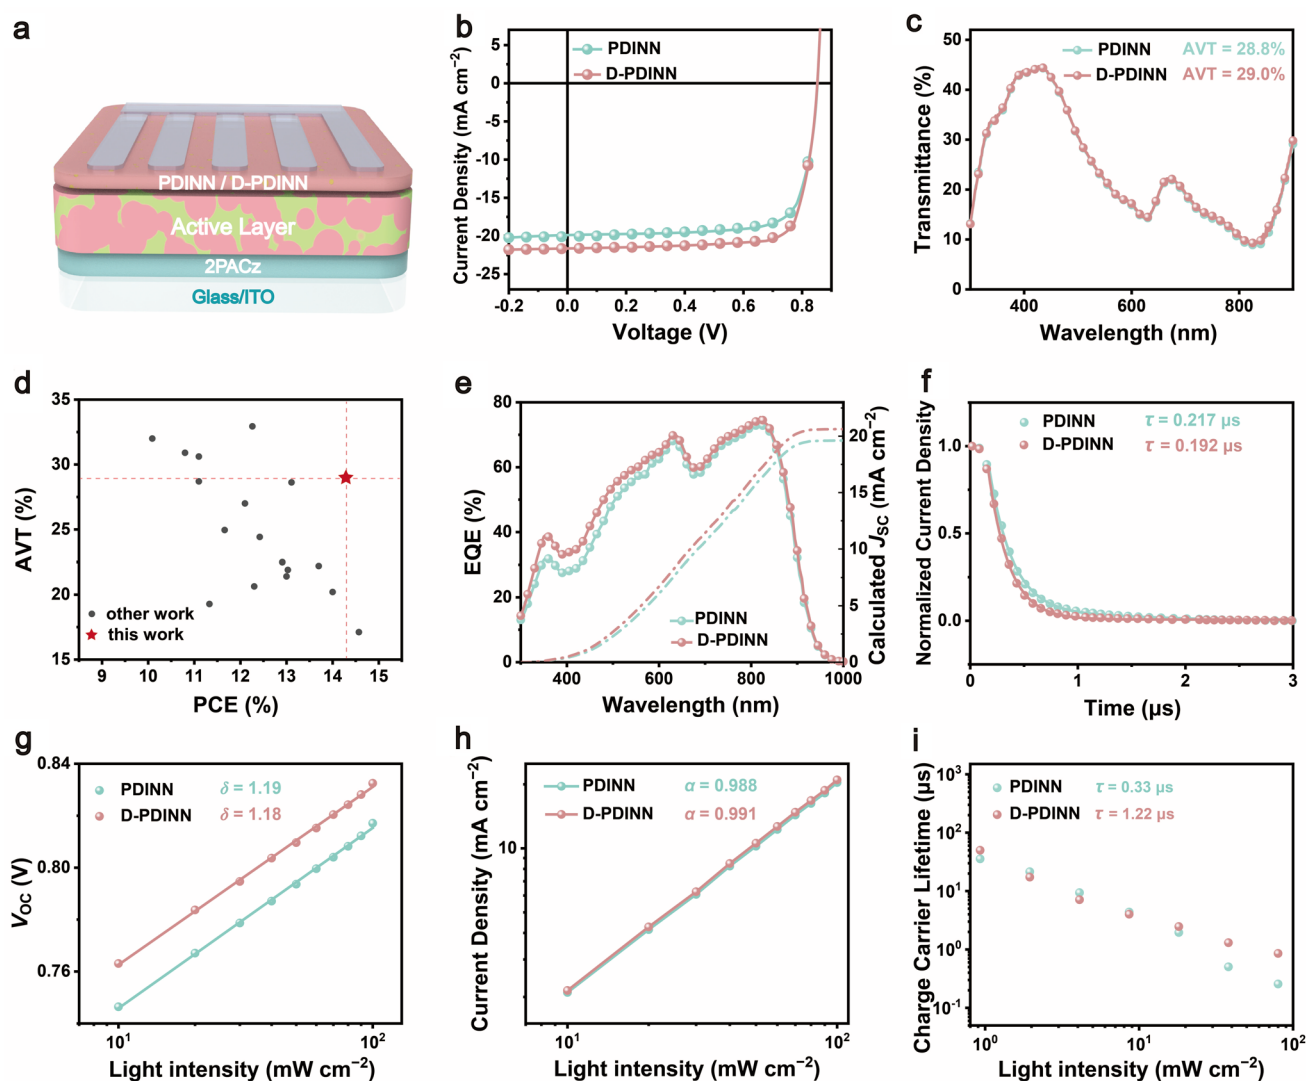 a
PDINN / D-PDINN
Active Layer
2PACz
Glass/ITO
b
PDINN
D-PDINN
5
0
-5
-10
-15
-20
-25
Current Density (mA cm⁻²)
-0.2 0.0 0.2 0.4 0.6 0.8
Voltage (V)
c
PDINN AVT = 28.8%
D-PDINN AVT = 29.0%
50
40
30
20
10
0
Transmittance (%)
400 600 800
Wavelength (nm)
d
35
30
25
20
15
AVT (%)
other work
this work
9 10 11 12 13 14 15
PCE (%)
e
80
60
40
20
0
EQE (%)
PDINN
D-PDINN
20
15
10
5
0
Calculated JSC (mA cm⁻²)
400 600 800 1000
Wavelength (nm)
f
PDINN τ = 0.217 μs
D-PDINN τ = 0.192 μs
1.0
0.5
0.0
Normalized Current Density
0 1 2 3
Time (μs)
g
0.84
0.80
0.76
VOC (V)
PDINN δ = 1.19
D-PDINN δ = 1.18
10¹ 10²
Light intensity (mW cm⁻²)
h
PDINN α = 0.988
D-PDINN α = 0.991
10
Current Density (mA cm⁻²)
10¹ 10²
Light intensity (mW cm⁻²)
i
PDINN τ = 0.33 μs
D-PDINN τ = 1.22 μs
10³
10²
10¹
10⁰
10⁻¹
Charge Carrier Lifetime (μs)
10⁰ 10¹ 10²
Light intensity (mW cm⁻²)